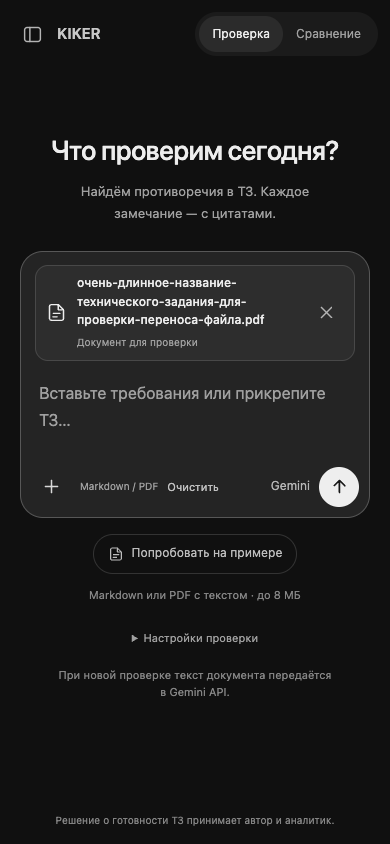 KIKER
Проверка
Сравнение
Что проверим сегодня?
Найдём противоречия в ТЗ. Каждое
замечание — с цитатами.
очень-длинное-название-
технического-задания-для-
проверки-переноса-файла.pdf
Документ для проверки
Вставьте требования или прикрепите
ТЗ...
Markdown / PDF
Очистить
Gemini
Попробовать на примере
Markdown или PDF с текстом · до 8 МБ
Настройки проверки
При новой проверке текст документа передаётся
в Gemini API.
Решение о готовности ТЗ принимает автор и аналитик.